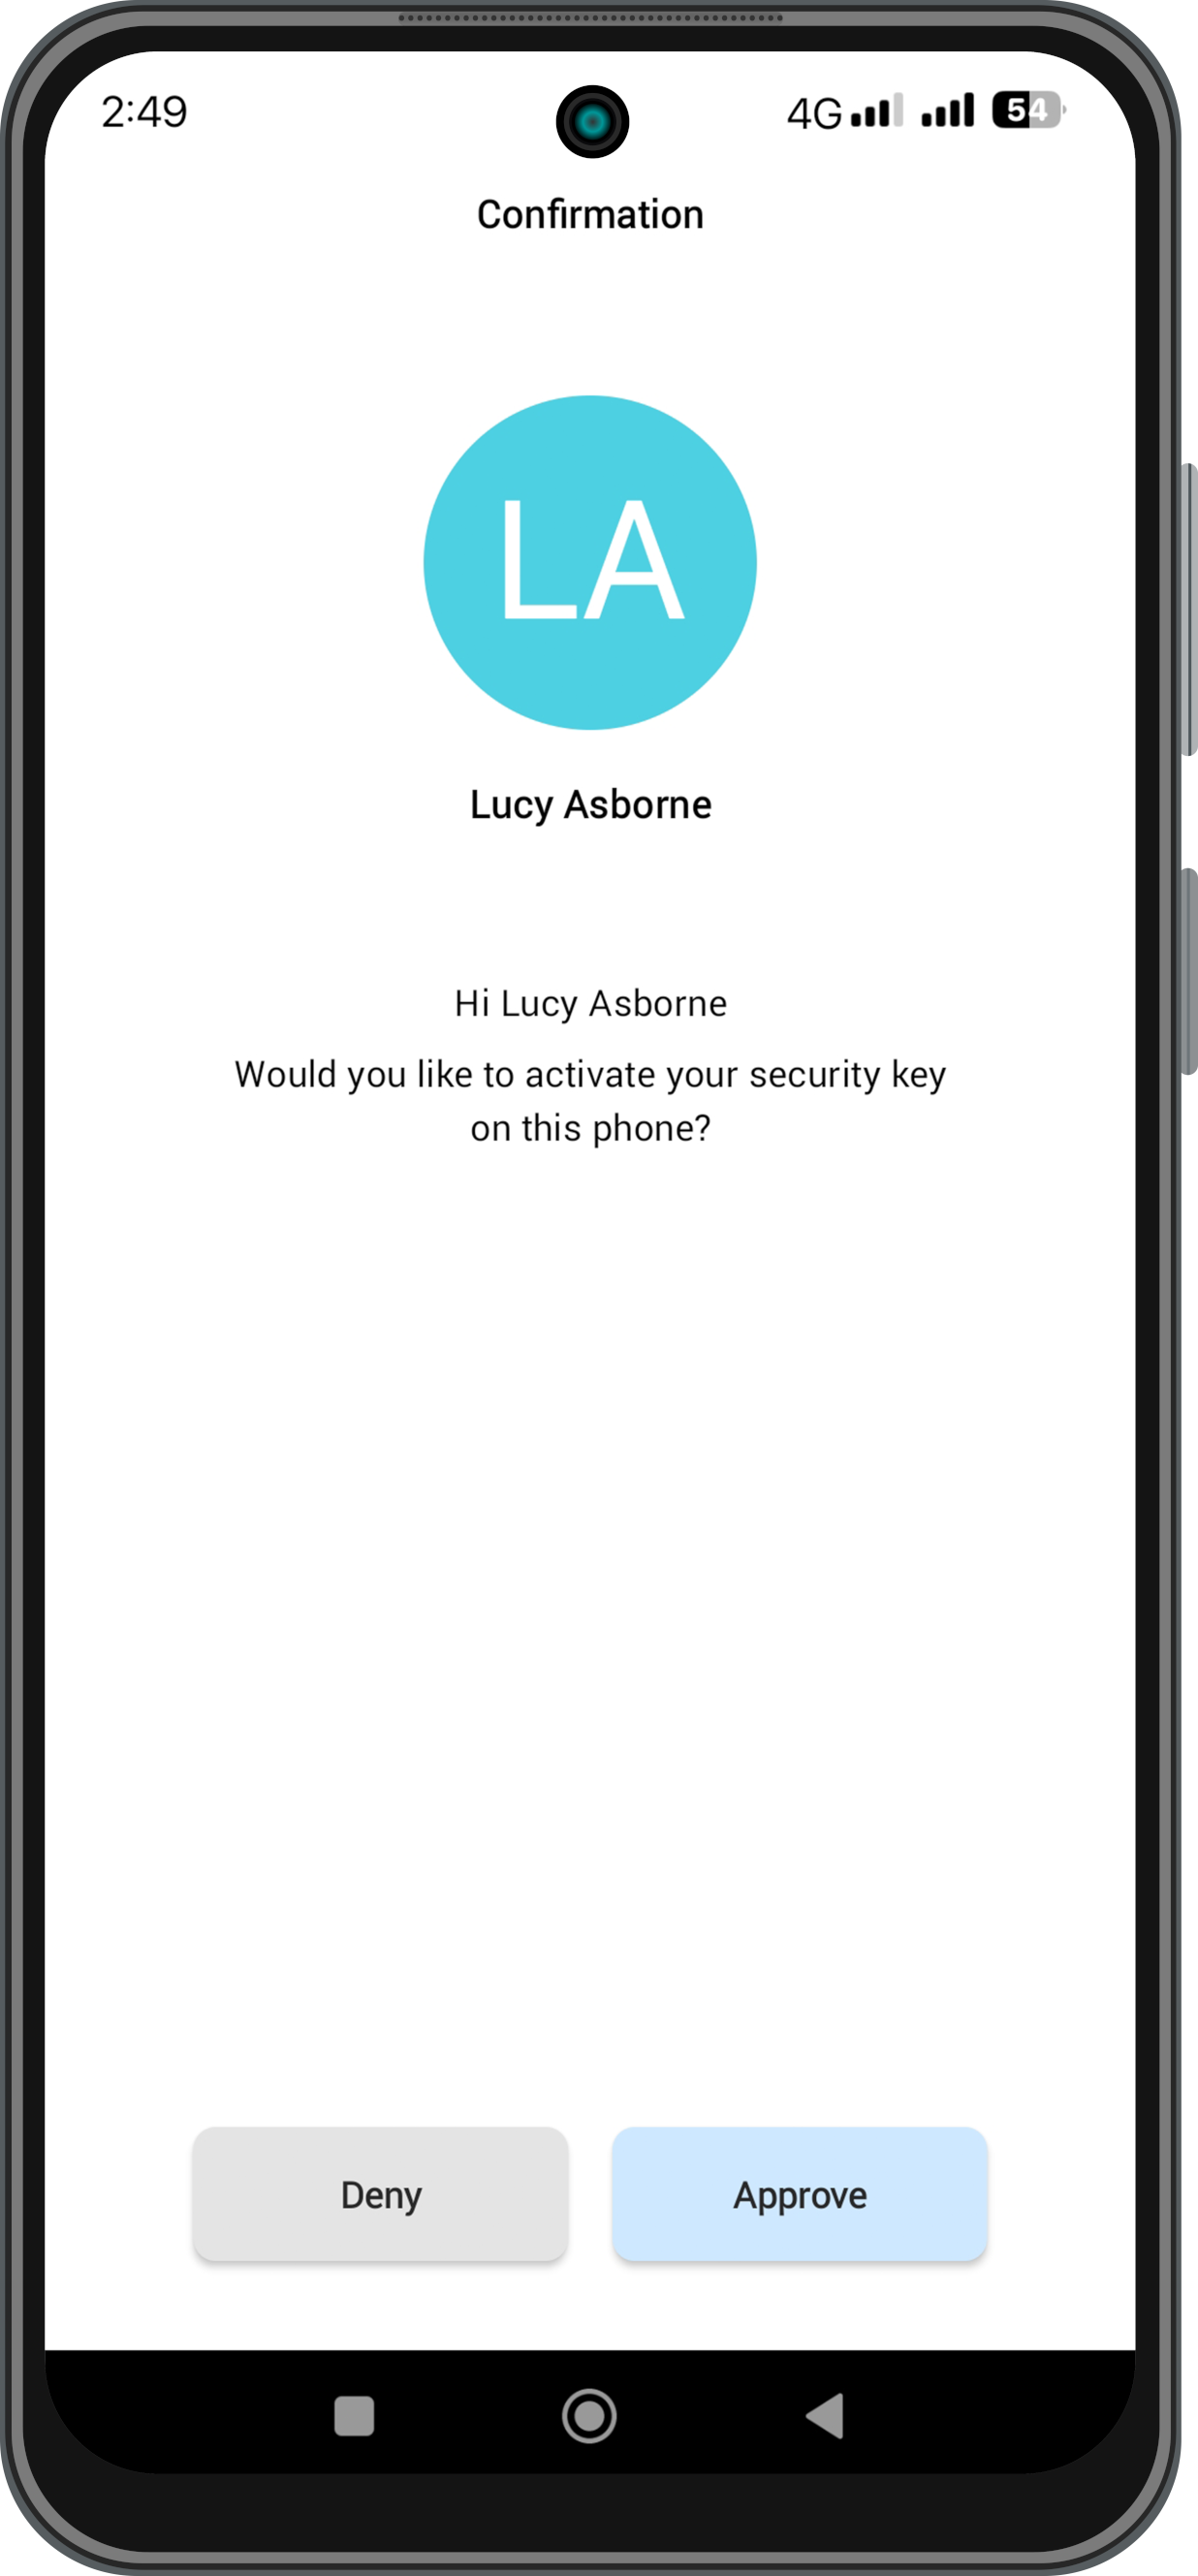 2:49
4G
54
Confirmation
LA
Lucy Asborne
Hi Lucy Asborne
Would you like to activate your security key
on this phone?
Deny
Approve